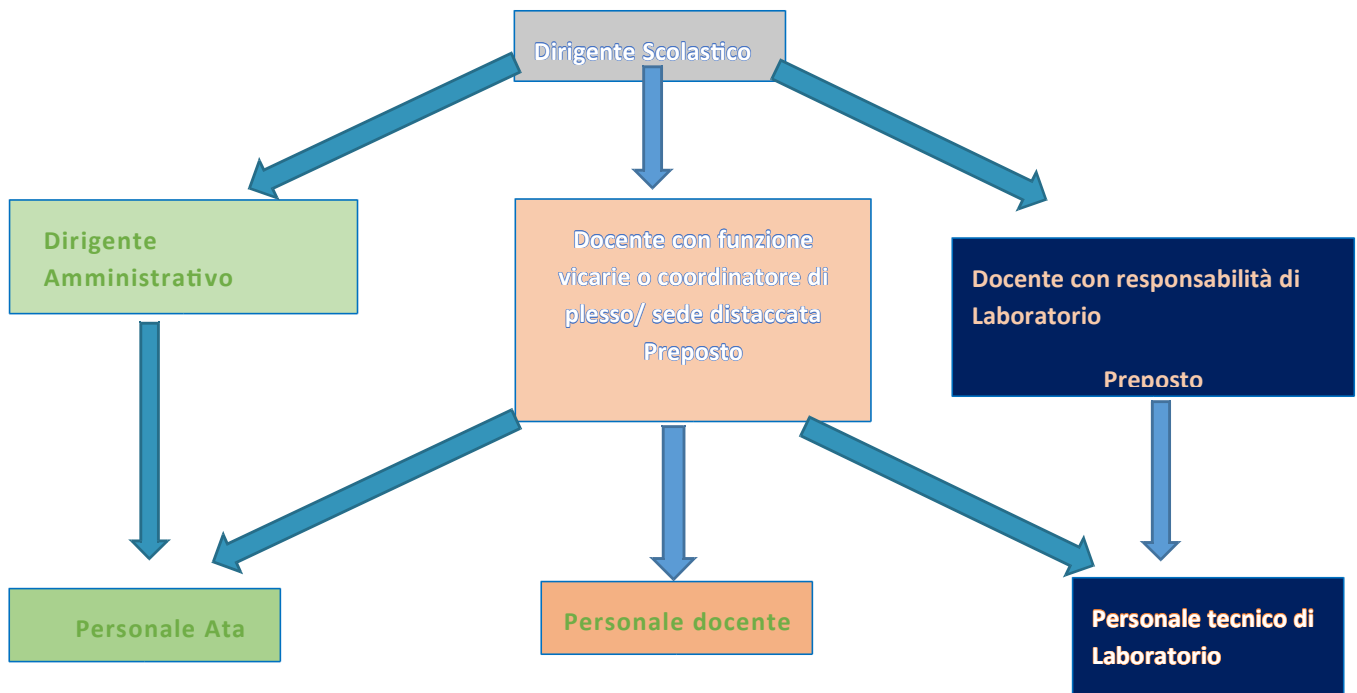 Dirigente Scolastico
Dirigente
Amministrativo
Docente con funzione
vicarie o coordinatore di
plesso/ sede distaccata
Preposto
Docente con responsabilità di
Laboratorio
Preposto
Personale Ata
Personale docente
Personale tecnico di
Laboratorio